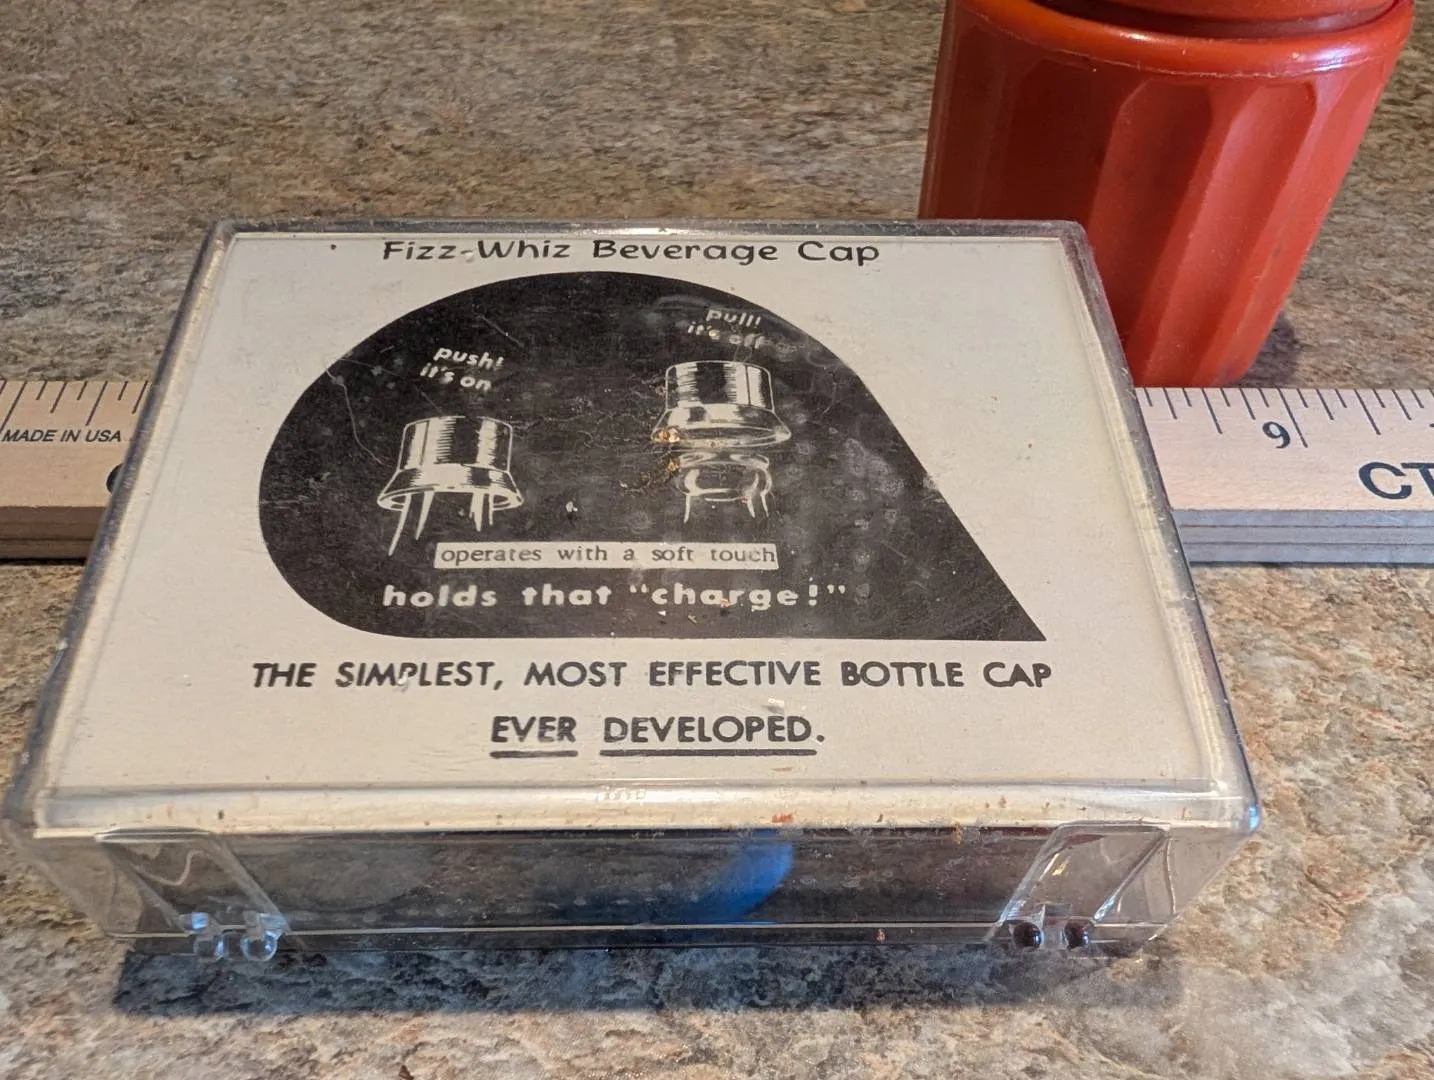 Fizz-Whiz Beverage Cap
push!
it's on
pull!
it's off
operates with a soft touch
holds that "charge!"
THE SIMPLEST, MOST EFFECTIVE BOTTLE CAP
EVER DEVELOPED.
MADE IN USA
9
CT